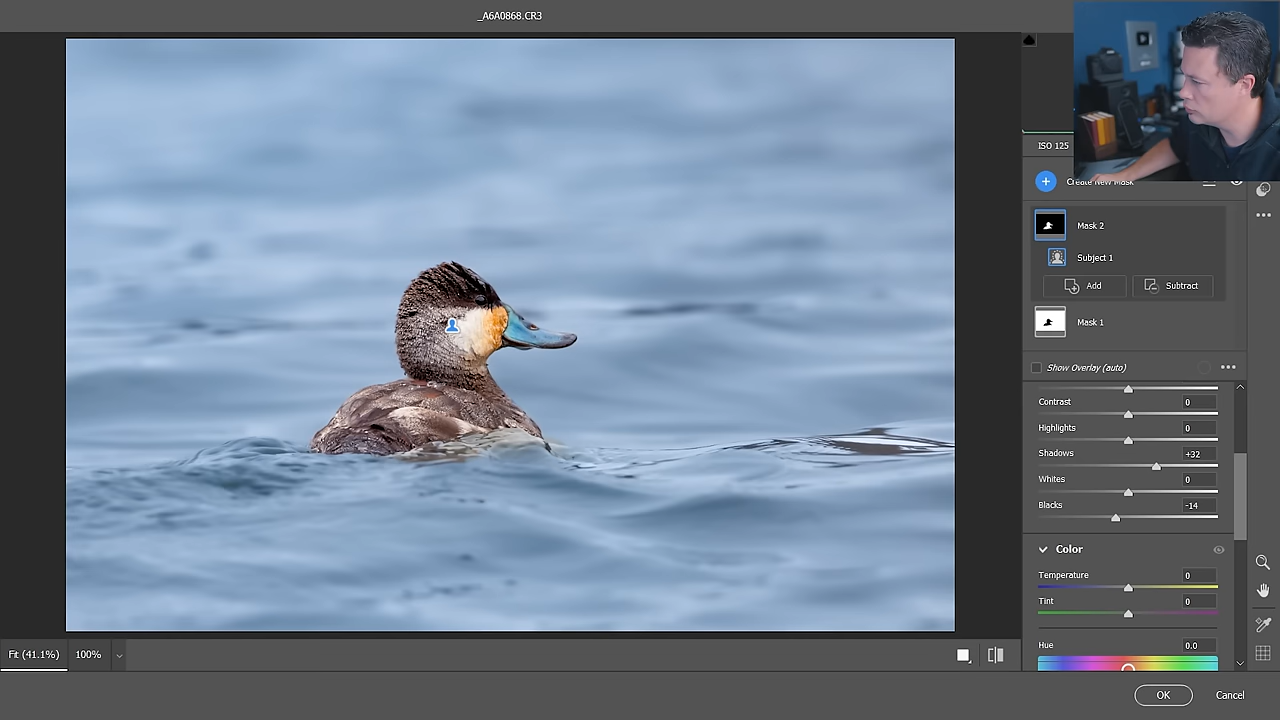 _A6A0868.CR3
ISO 125
Create New Mask
Mask 2
Subject 1
Add
Subtract
Mask 1
Show Overlay (auto)
Contrast 0
Highlights 0
Shadows +32
Whites 0
Blacks -14
Color
Temperature 0
Tint 0
Hue 0.0
Fit (41.1%) 100%
OK Cancel